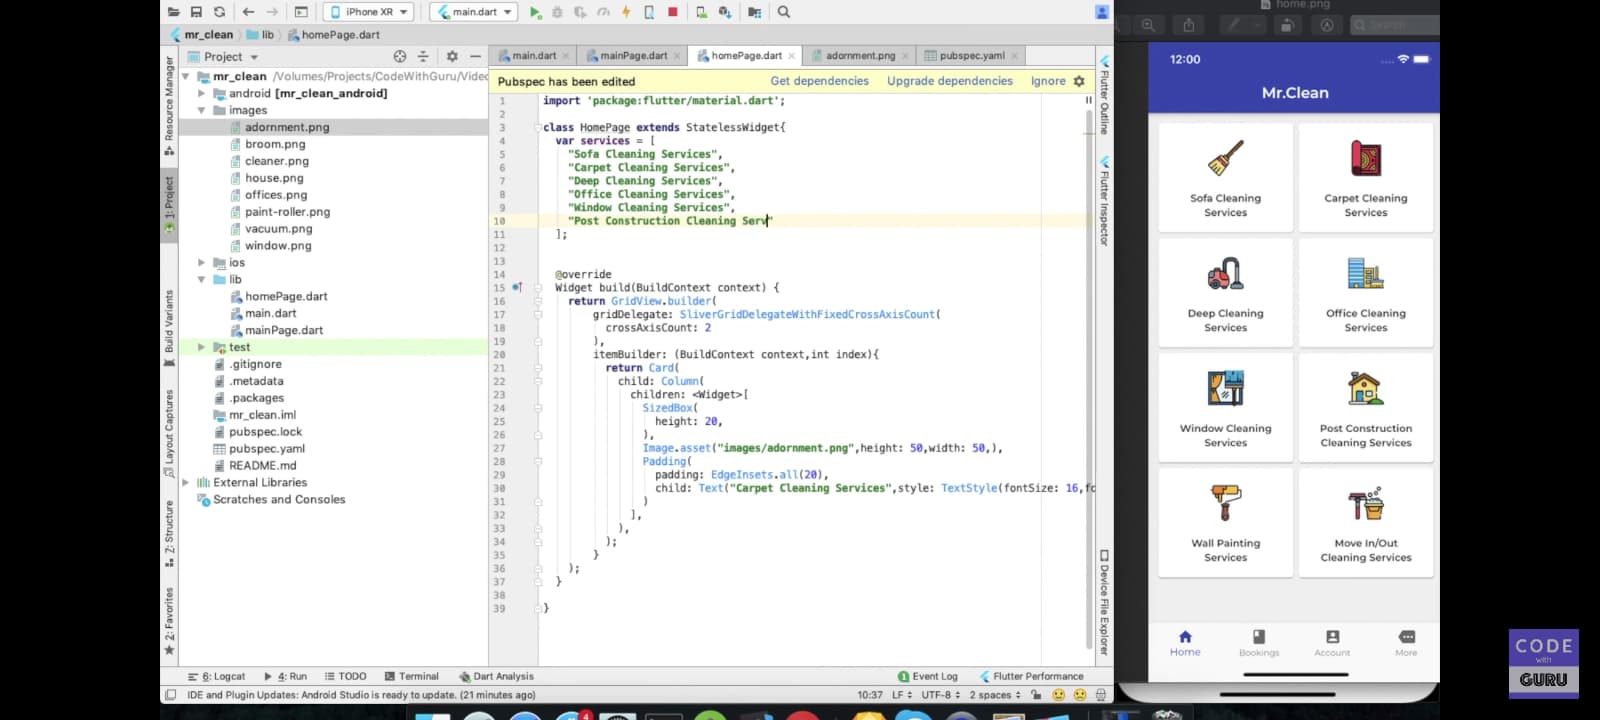 iPhone XR
main.dart
home.png
mr_clean
lib
homePage.dart
Search
Project
main.dart
mainPage.dart
homePage.dart
adornment.png
pubspec.yaml
Pubspec has been edited
Get dependencies
Upgrade dependencies
Ignore
Resource Manager
1: Project
Build Variants
Layout Captures
2: Structure
2: Favorites
mr_clean /Volumes/Projects/CodeWithGuru/Videc
android [mr_clean_android]
images
adornment.png
broom.png
cleaner.png
house.png
offices.png
paint-roller.png
vacuum.png
window.png
ios
lib
homePage.dart
main.dart
mainPage.dart
test
.gitignore
.metadata
.packages
mr_clean.iml
pubspec.lock
pubspec.yaml
README.md
External Libraries
Scratches and Consoles
1 import 'package:flutter/material.dart';
2
3 class HomePage extends StatelessWidget{
4 var services = [
5 "Sofa Cleaning Services",
6 "Carpet Cleaning Services",
7 "Deep Cleaning Services",
8 "Office Cleaning Services",
9 "Window Cleaning Services",
10 "Post Construction Cleaning Serv"
11 ];
12
13
14 @override
15 Widget build(BuildContext context) {
16 return GridView.builder(
17 gridDelegate: SliverGridDelegateWithFixedCrossAxisCount(
18 crossAxisCount: 2
19 ),
20 itemBuilder: (BuildContext context,int index){
21 return Card(
22 child: Column(
23 children: <Widget>[
24 SizedBox(
25 height: 20,
26 ),
27 Image.asset("images/adornment.png",height: 50,width: 50,),
28 Padding(
29 padding: EdgeInsets.all(20),
30 child: Text("Carpet Cleaning Services",style: TextStyle(fontSize: 16,fo
31 )
32 ],
33 ),
34 );
35 }
36 );
37 }
38
39 }
Flutter Outline
Flutter Inspector
Device File Explorer
12:00
Mr.Clean
Sofa Cleaning
Services
Carpet Cleaning
Services
Deep Cleaning
Services
Office Cleaning
Services
Window Cleaning
Services
Post Construction
Cleaning Services
Wall Painting
Services
Move In/Out
Cleaning Services
Home
Bookings
Account
More
6: Logcat
4: Run
TODO
Terminal
Dart Analysis
1 Event Log
Flutter Performance
IDE and Plugin Updates: Android Studio is ready to update. (21 minutes ago)
10:37
LF
UTF-8
2 spaces
4
CODE
with
GURU